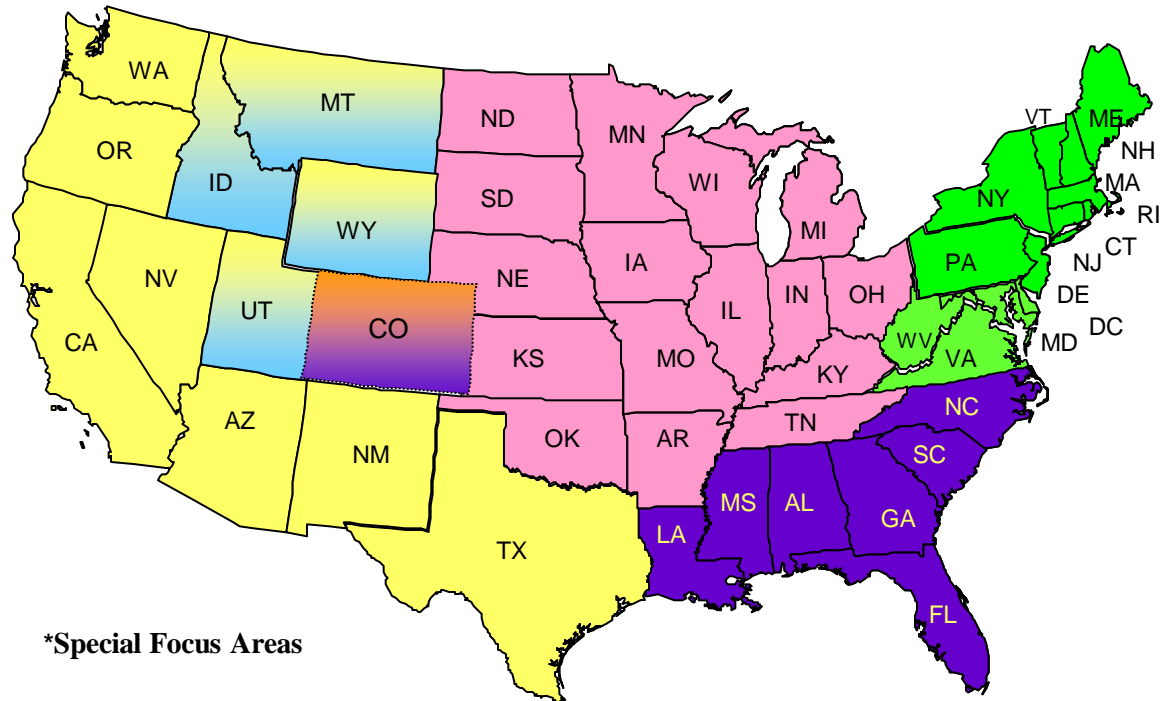 WA
MT
ND
MN
VT
ME
OR
ID
SD
WI
NH
MA
NY
RI
WY
MI
CT
NV
IA
NE
PA
NJ
UT
CO
IL
IN
OH
DE
CA
KS
MO
WV
MD
DC
VA
KY
AZ
NM
OK
AR
TN
NC
SC
TX
LA
MS
AL
GA
FL
*Special Focus Areas